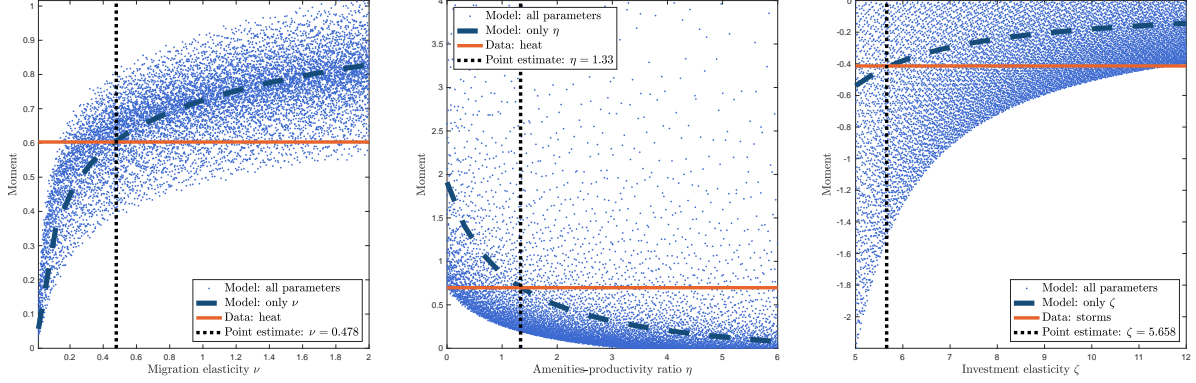 1
0.9
0.8
0.7
0.6
0.5
0.4
0.3
0.2
0.1
0
Moment
Model: all parameters
Model: only ν
Data: heat
Point estimate: ν = 0.478
0.2 0.4 0.6 0.8 1 1.2 1.4 1.6 1.8 2
Migration elasticity ν
4
3.5
3
2.5
2
1.5
1
0.5
0
Moment
Model: all parameters
Model: only η
Data: heat
Point estimate: η = 1.33
0 1 2 3 4 5 6
Amenities-productivity ratio η
0
-0.2
-0.4
-0.6
-0.8
-1
-1.2
-1.4
-1.6
-1.8
-2
Moment
Model: all parameters
Model: only ζ
Data: storms
Point estimate: ζ = 5.658
5 6 7 8 9 10 11 12
Investment elasticity ζ